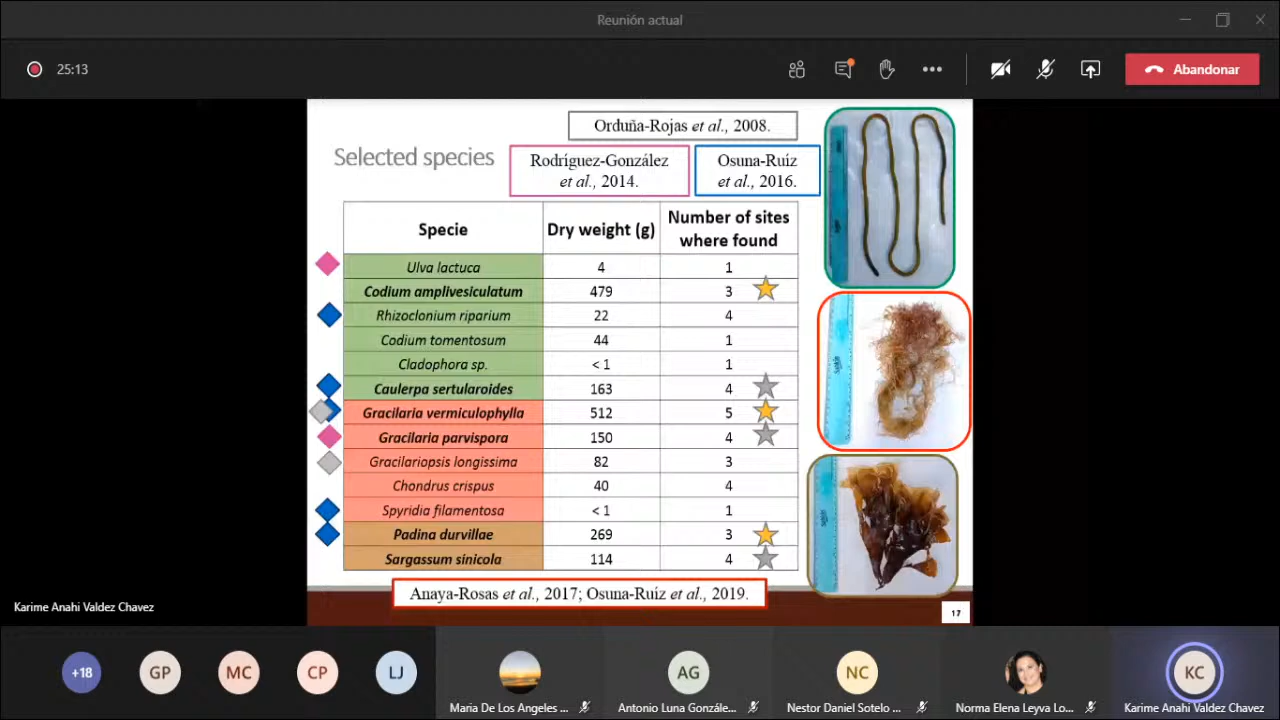 Reunión actual
25:13
Abandonar
Orduña-Rojas et al., 2008.
Selected species
Rodríguez-González
et al., 2014.
Osuna-Ruíz
et al., 2016.
Specie
Dry weight (g)
Number of sites
where found
Ulva lactuca 4 1
Codium amplivesiculatum 479 3
Rhizoclonium riparium 22 4
Codium tomentosum 44 1
Cladophora sp. < 1 1
Caulerpa sertularoides 163 4
Gracilaria vermiculophylla 512 5
Gracilaria parvispora 150 4
Gracilariopsis longissima 82 3
Chondrus crispus 40 4
Spyridia filamentosa < 1 1
Padina durvillae 269 3
Sargassum sinicola 114 4
Anaya-Rosas et al., 2017; Osuna-Ruíz et al., 2019.
Karime Anahi Valdez Chavez
17
+18
GP
MC
CP
LJ
AG
NC
KC
Maria De Los Angeles ...
Antonio Luna Gonzále...
Nestor Daniel Sotelo ...
Norma Elena Leyva Lo...
Karime Anahi Valdez Chavez